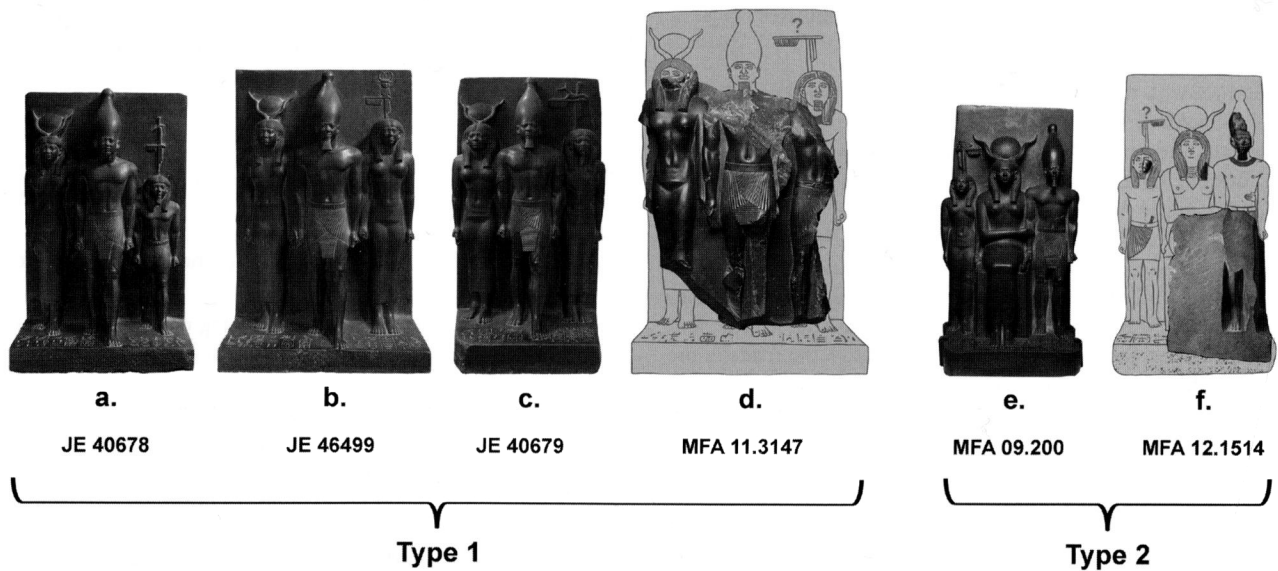 ?
?
a.
b.
c.
d.
e.
f.
JE 40678
JE 46499
JE 40679
MFA 11.3147
MFA 09.200
MFA 12.1514
Type 1
Type 2